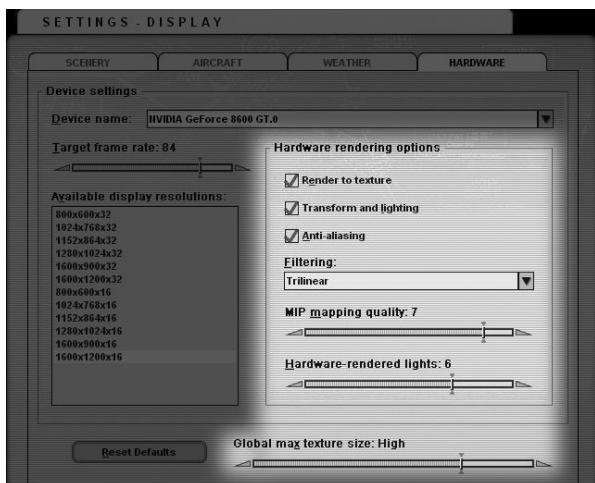 SETTINGS - DISPLAY
SCENERY
AIRCRAFT
WEATHER
HARDWARE
Device settings
Device name: NVIDIA GeForce 8600 GT.0
Target frame rate: 84
Available display resolutions:
800x600x32
1024x768x32
1152x864x32
1280x1024x32
1600x900x32
1600x1200x32
800x600x16
1024x768x16
1152x864x16
1280x1024x16
1600x900x16
1600x1200x16
Hardware rendering options
Render to texture
Transform and lighting
Anti-aliasing
Filtering:
Trilinear
MIP mapping quality: 7
Hardware-rendered lights: 6
Reset Defaults
Global max texture size: High